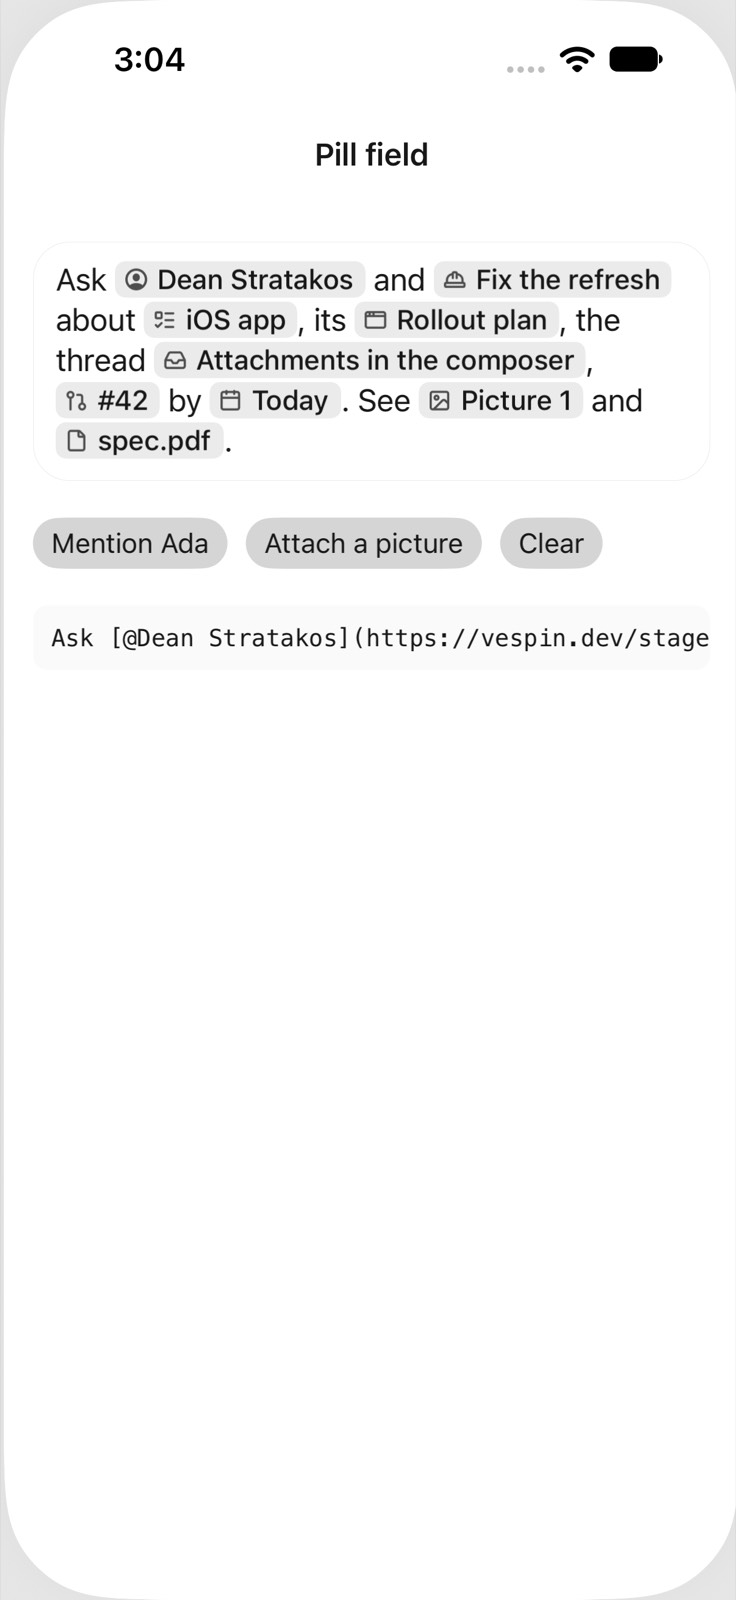 3:04
Pill field
Ask Dean Stratakos and Fix the refresh
about iOS app, its Rollout plan, the
thread Attachments in the composer,
#42 by Today. See Picture 1 and
spec.pdf.
Mention Ada Attach a picture Clear
Ask [@Dean Stratakos](https://vespin.dev/stage